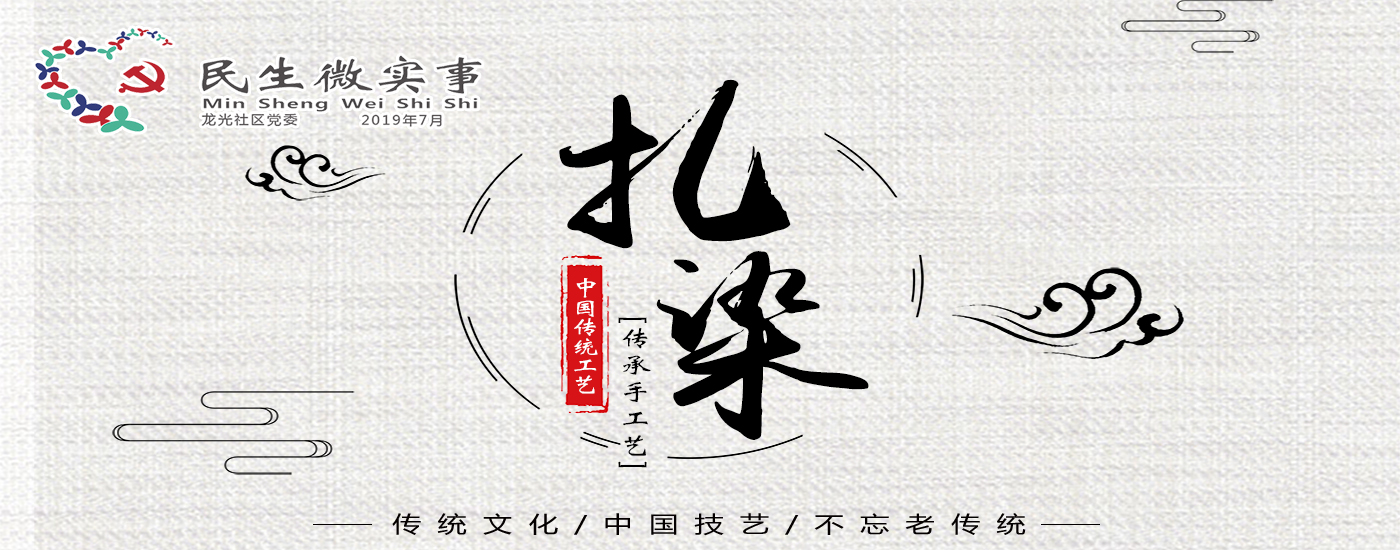 民生微实事
Min Sheng Wei Shi Shi
龙光社区党委 2019年7月
扎染
中国传统工艺
[传承手工艺]
传统文化/中国技艺/不忘老传统